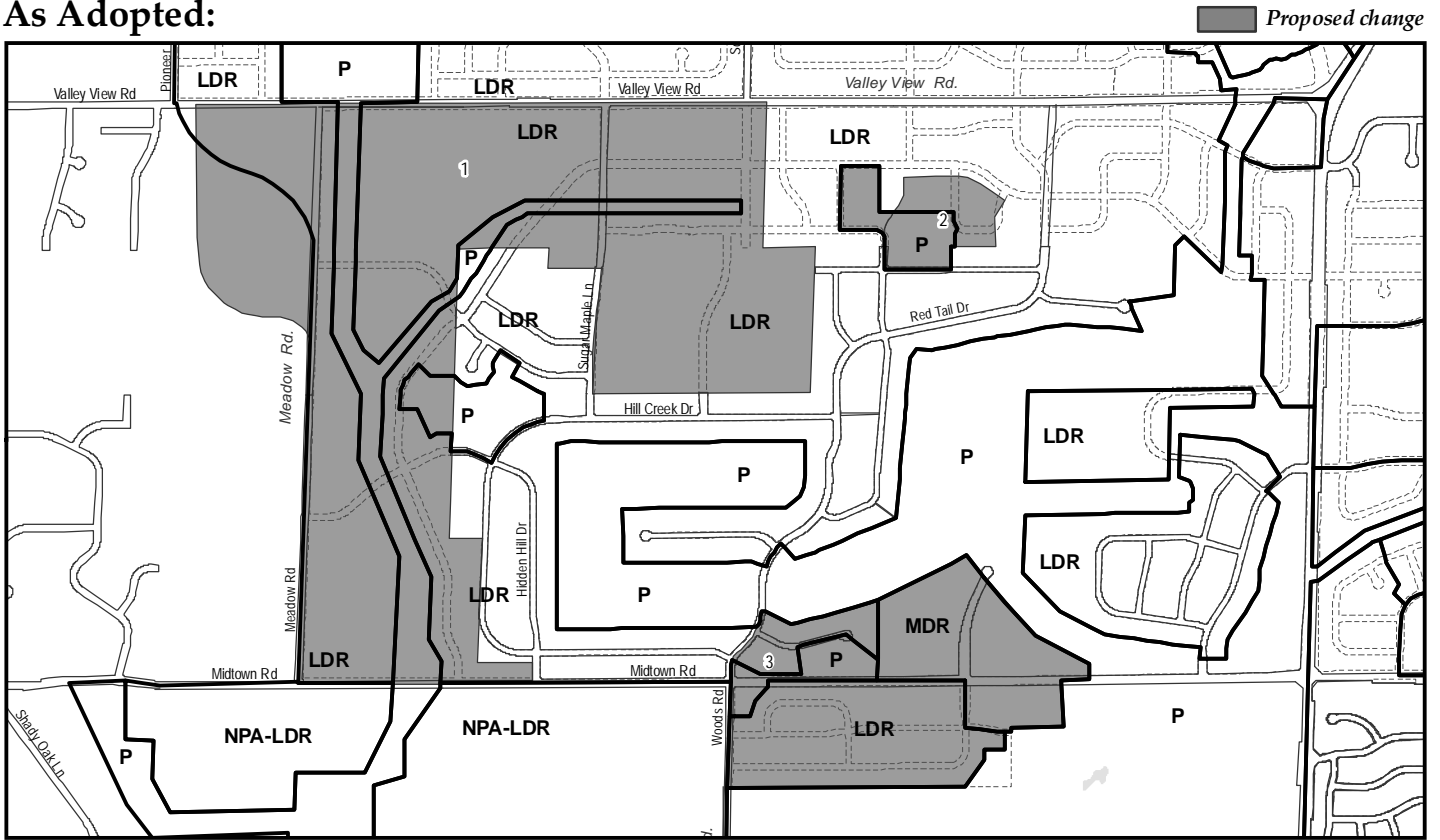 As Adopted:
Proposed change
Pioneer
LDR
P
LDR
Valley View Rd
Valley View Rd
Valley View Rd.
LDR
LDR
1
2
P
P
LDR
Sugar Maple Ln
LDR
Red Tail Dr
Meadow Rd.
P
Hill Creek Dr
LDR
P
P
Hidden Hill Dr
LDR
Meadow Rd
LDR
P
MDR
3
P
LDR
Midtown Rd
Midtown Rd
Woods Rd
P
LDR
NPA-LDR
NPA-LDR
P
Shady Oak Ln